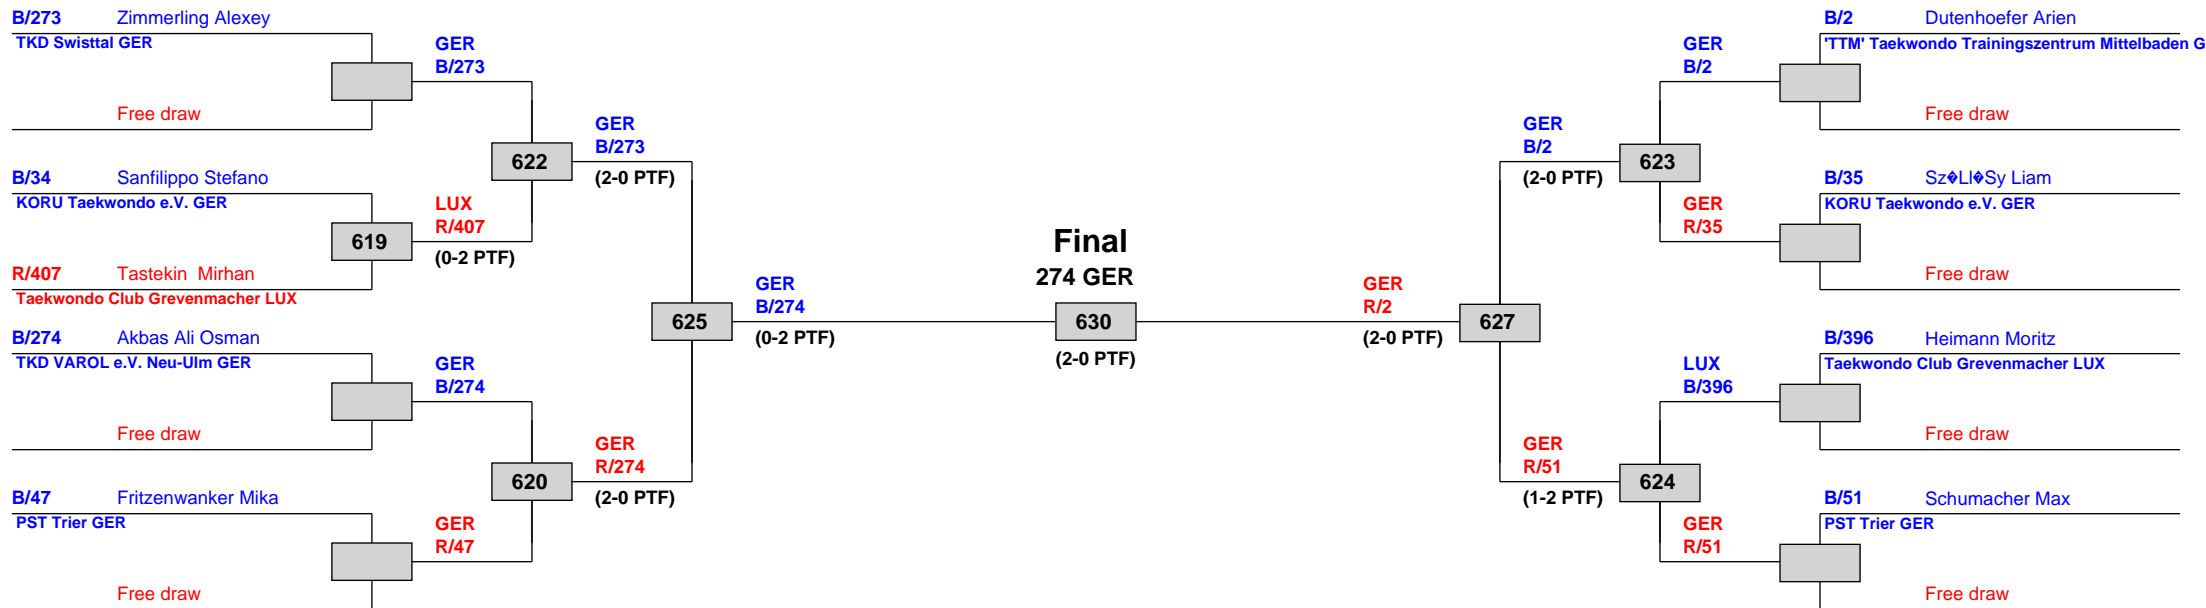 B/273 Zimmerling Alexey
TKD Swisttal GER
Free draw
GER
B/273
B/34 Sanfilippo Stefano
KORU Taekwondo e.V. GER
619
R/407 Tastekin Mirhan
Taekwondo Club Grevenmacher LUX
LUX
R/407
(0-2 PTF)
622
GER
B/273
(2-0 PTF)
B/274 Akbas Ali Osman
TKD VAROL e.V. Neu-Ulm GER
Free draw
GER
B/274
B/47 Fritzenwanker Mika
PST Trier GER
Free draw
GER
R/47
620
GER
R/274
(2-0 PTF)
625
GER
B/274
(0-2 PTF)
Final
274 GER
630
(2-0 PTF)
GER
R/2
(2-0 PTF)
627
GER
B/2
(2-0 PTF)
623
GER
B/2
B/2 Dutenhoefer Arien
'TTM' Taekwondo Trainingszentrum Mittelbaden G
Free draw
GER
R/35
B/35 Sz�Ll�Sy Liam
KORU Taekwondo e.V. GER
Free draw
GER
R/51
(1-2 PTF)
624
LUX
B/396
B/396 Heimann Moritz
Taekwondo Club Grevenmacher LUX
Free draw
GER
R/51
B/51 Schumacher Max
PST Trier GER
Free draw